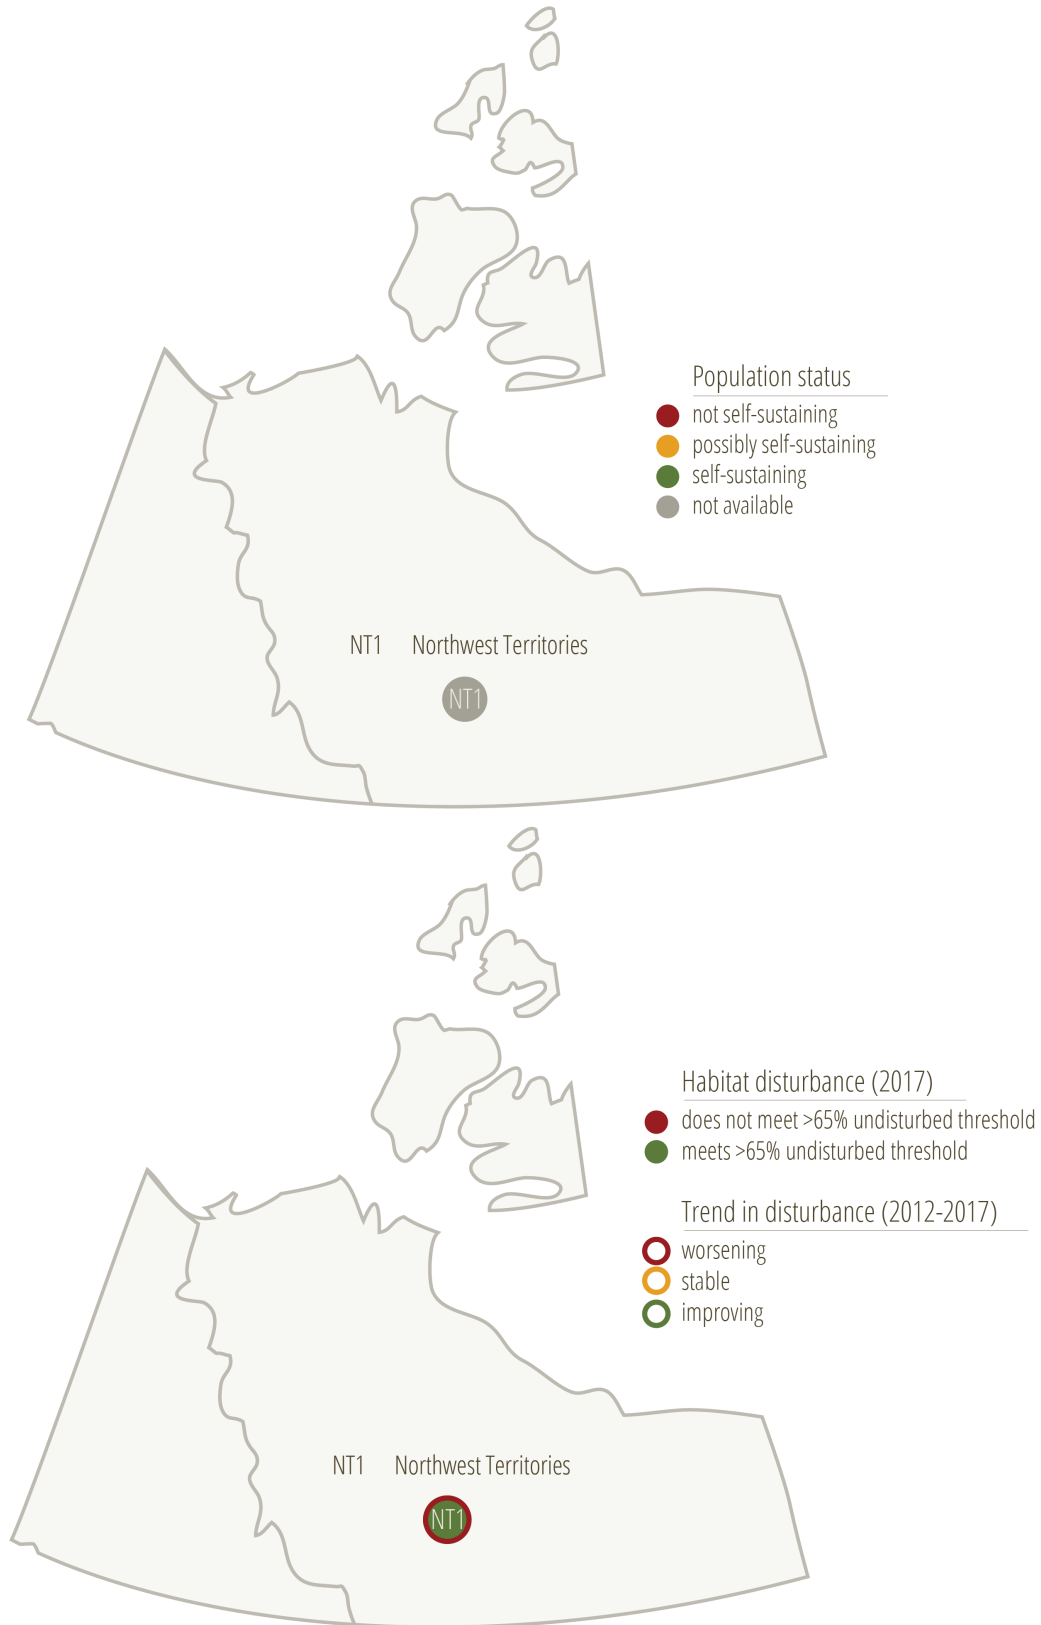 Population status
not self-sustaining
possibly self-sustaining
self-sustaining
not available
NT1 Northwest Territories
NT1
Habitat disturbance (2017)
does not meet >65% undisturbed threshold
meets >65% undisturbed threshold
Trend in disturbance (2012-2017)
worsening
stable
improving
NT1 Northwest Territories
NT1